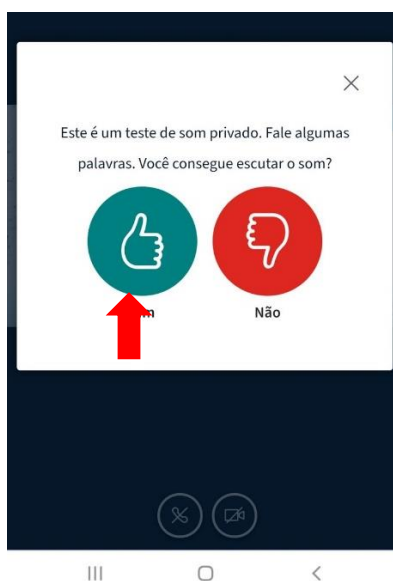 Este é um teste de som privado. Fale algumas
palavras. Você consegue escutar o som?
Não